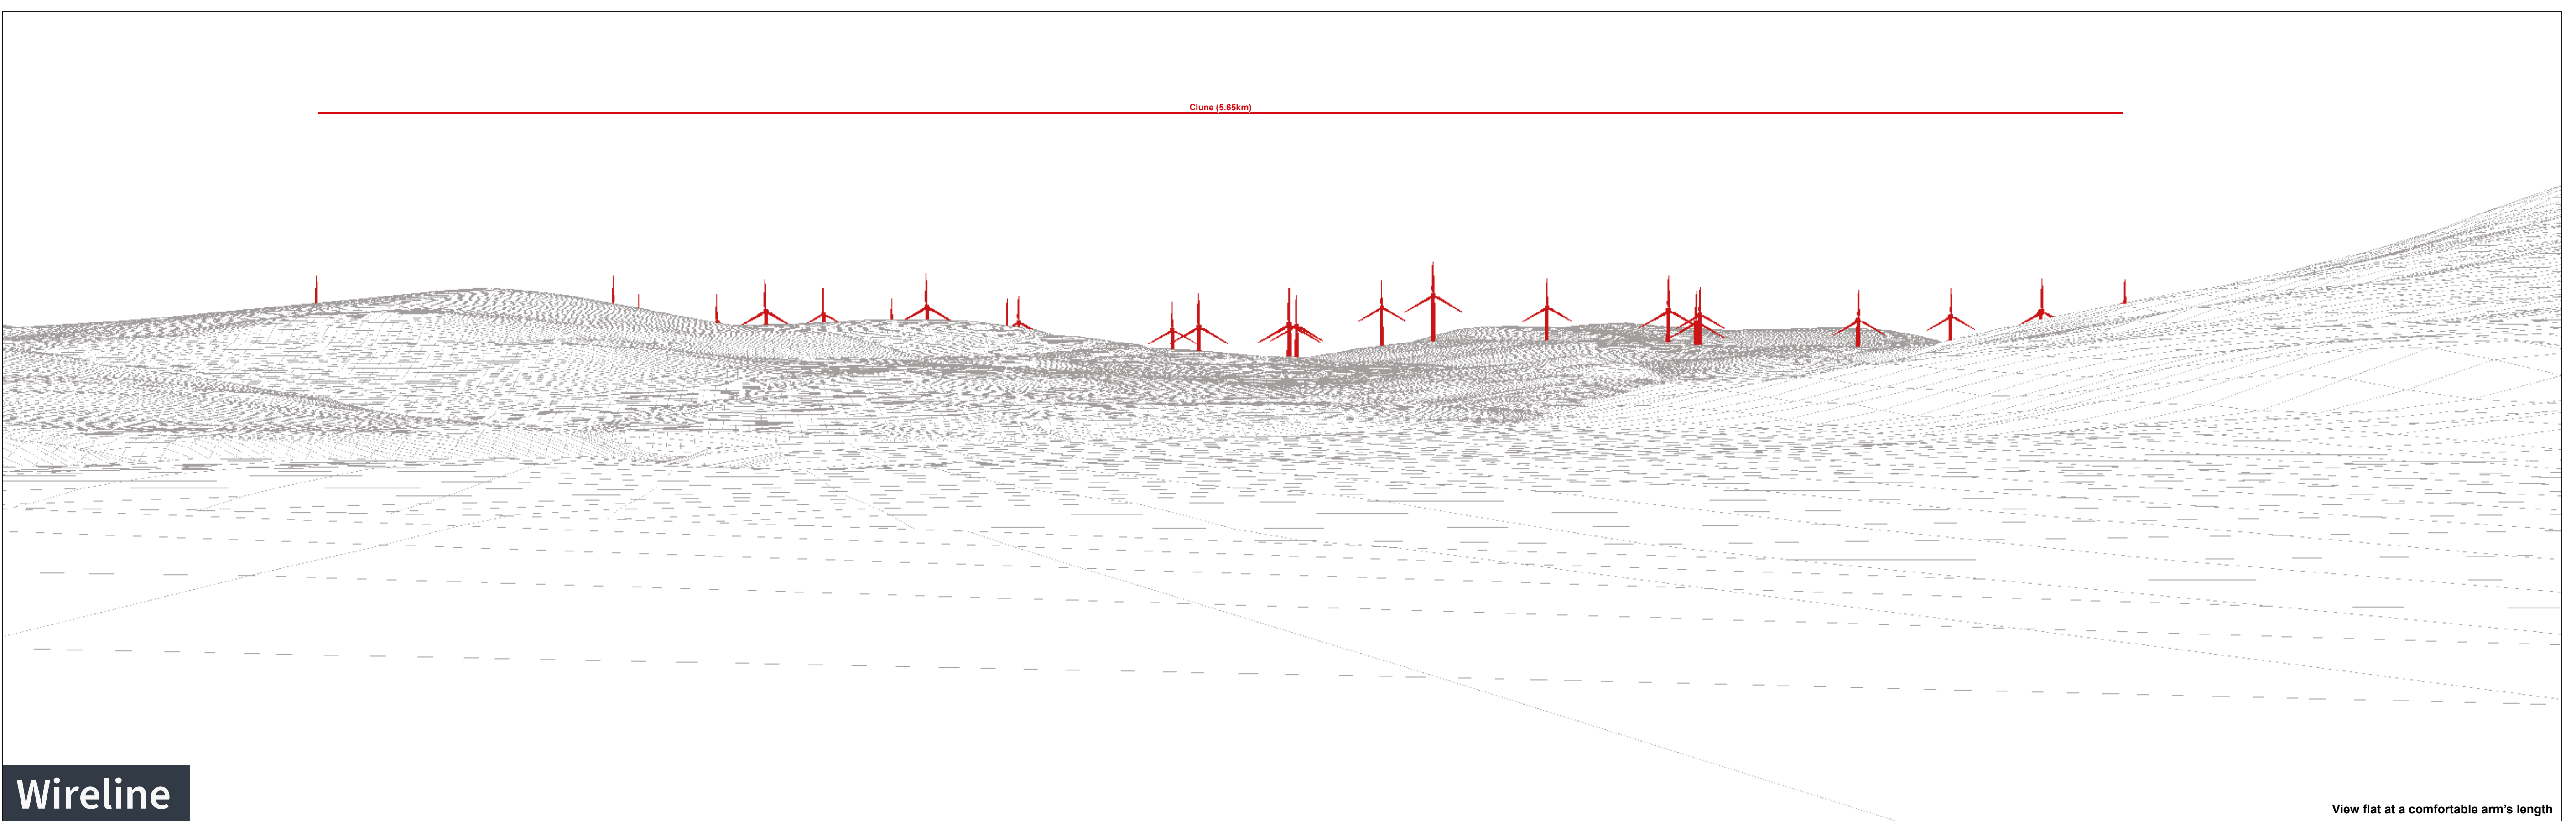 Clune (5.65km)
Wireline
View flat at a comfortable arm's length